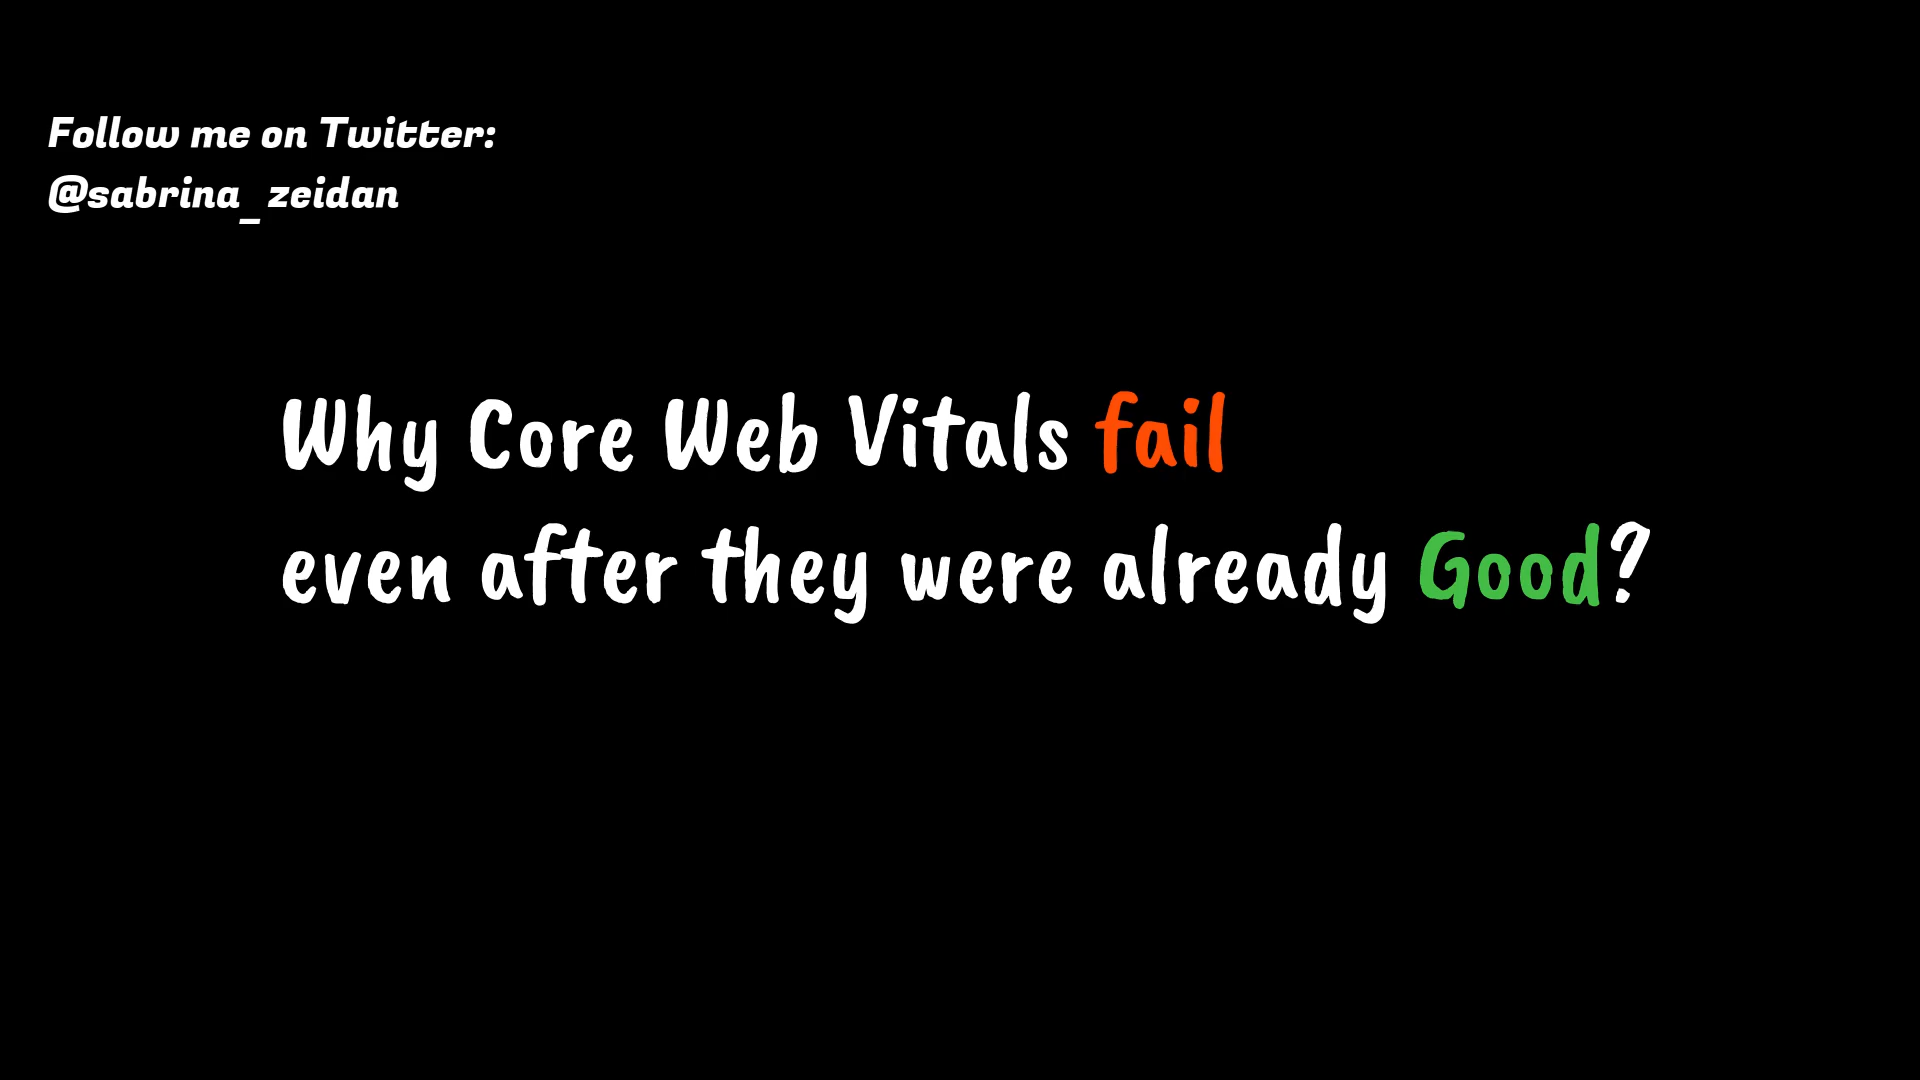 Follow me on Twitter:
@sabrina_zeidan
Why Core Web Vitals fail
even after they were already Good?